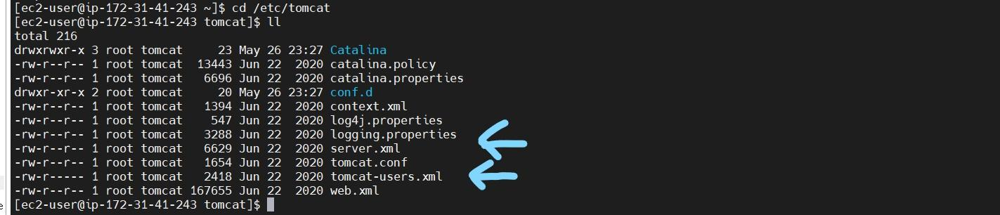 [ec2-user@ip-172-31-41-243 ~]$ cd /etc/tomcat
[ec2-user@ip-172-31-41-243 tomcat]$ ll
total 216
drwxrwxr-x 3 root tomcat     23 May 26 23:27 Catalina
-rw-r--r-- 1 root tomcat  13443 Jun 22  2020 catalina.policy
-rw-r--r-- 1 root tomcat   6696 Jun 22  2020 catalina.properties
drwxr-xr-x 2 root tomcat     20 May 26 23:27 conf.d
-rw-r--r-- 1 root tomcat   1394 Jun 22  2020 context.xml
-rw-r--r-- 1 root tomcat    547 Jun 22  2020 log4j.properties
-rw-r--r-- 1 root tomcat   3288 Jun 22  2020 logging.properties
-rw-r--r-- 1 root tomcat   6629 Jun 22  2020 server.xml
-rw-r--r-- 1 root tomcat   1654 Jun 22  2020 tomcat.conf
-rw-r----- 1 root tomcat   2418 Jun 22  2020 tomcat-users.xml
-rw-r--r-- 1 root tomcat 167655 Jun 22  2020 web.xml
[ec2-user@ip-172-31-41-243 tomcat]$